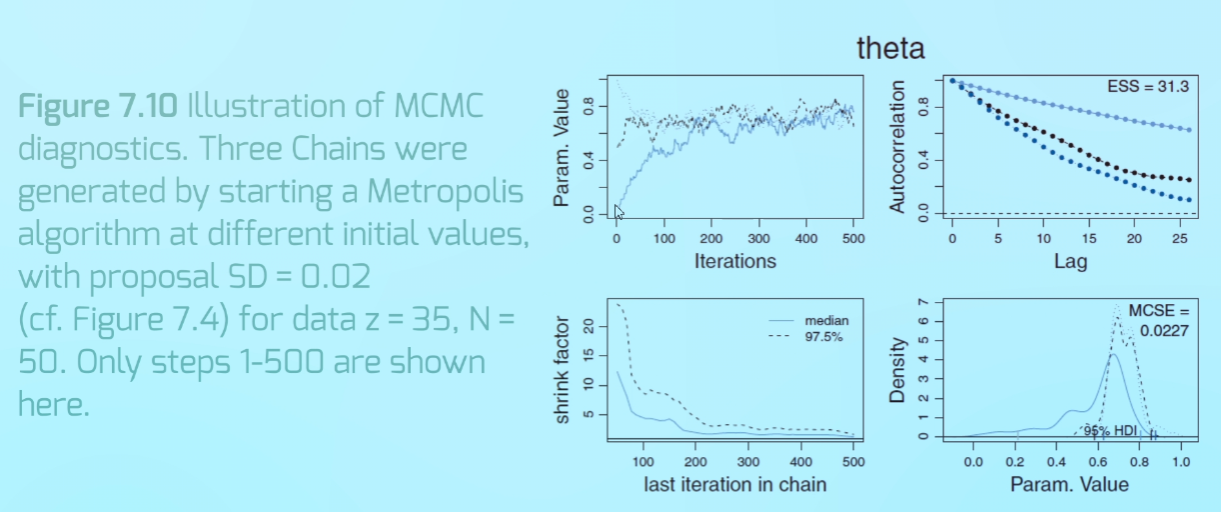 Figure 7.10 Illustration of MCMC
diagnostics. Three Chains were
generated by starting a Metropolis
algorithm at different initial values,
with proposal SD = 0.02
(cf. Figure 7.4) for data z = 35, N =
50. Only steps 1-500 are shown
here.
theta
Param. Value
0.0 0.4 0.8
0 100 200 300 400 500
Iterations
Autocorrelation
0.0 0.4 0.8
ESS = 31.3
0 5 10 15 20 25
Lag
shrink factor
5 10 15 20
median
97.5%
100 200 300 400 500
last iteration in chain
Density
0 1 2 3 4 5 6 7
MCSE =
0.0227
95% HDI
0.0 0.2 0.4 0.6 0.8 1.0
Param. Value